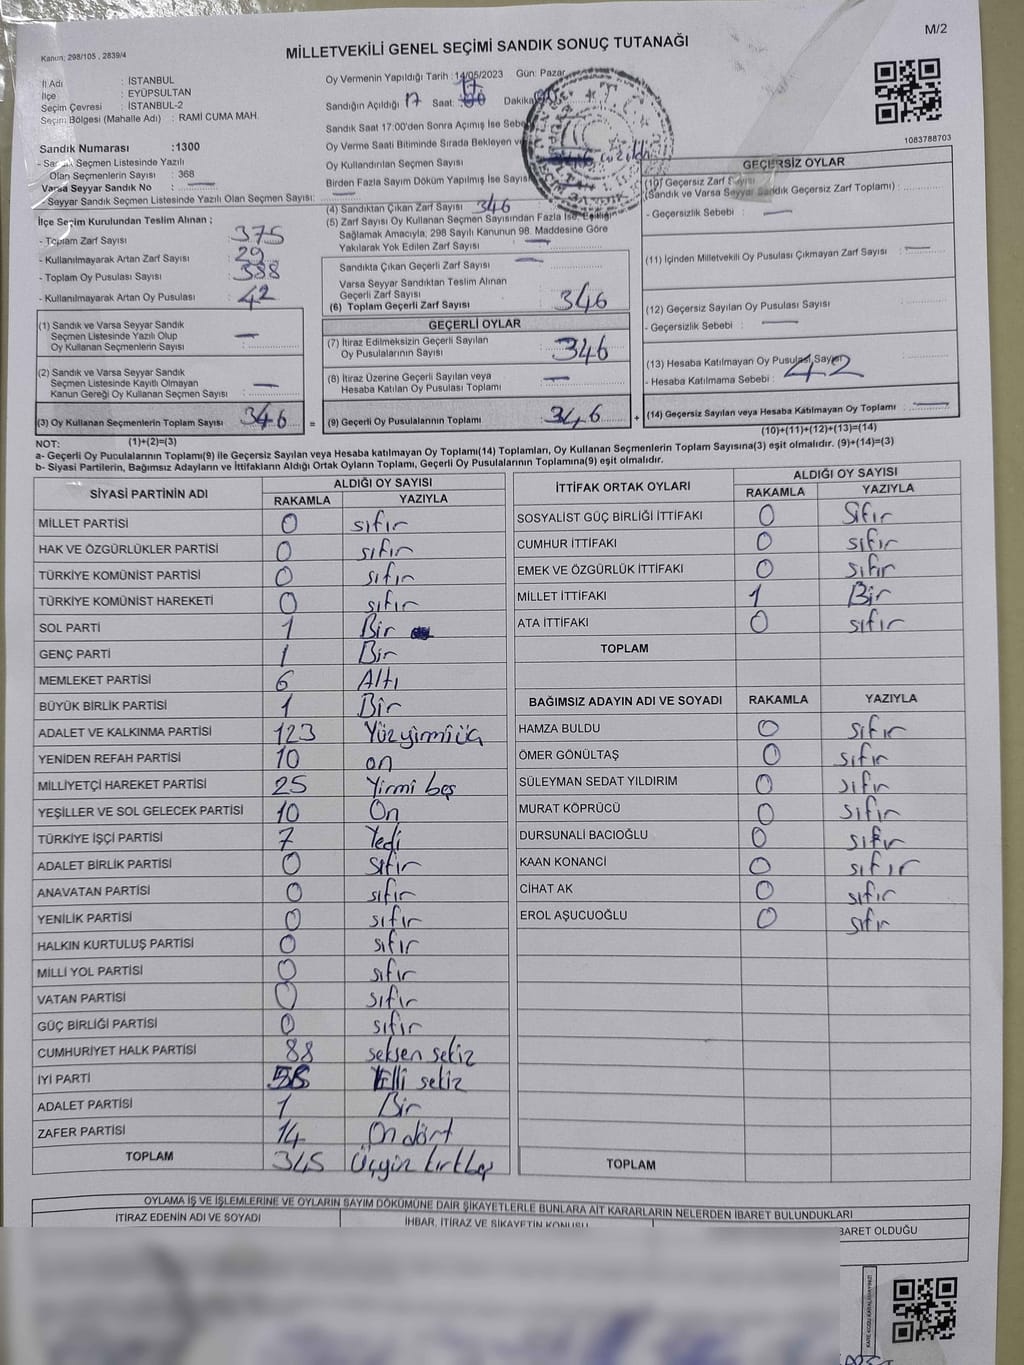 M/2
Kanun: 298/105 , 2839/4
MİLLETVEKİLİ GENEL SEÇİMİ SANDIK SONUÇ TUTANAĞI
1083788703
İl Adı : İSTANBUL
İlçe : EYÜPSULTAN
Seçim Çevresi : İSTANBUL-2
Seçim Bölgesi (Mahalle Adı) : RAMİ CUMA MAH.
Sandık Numarası :1300
- Sandık Seçmen Listesinde Yazılı
Olan Seçmenlerin Sayısı : 368
Varsa Seyyar Sandık No : —
- Seyyar Sandık Seçmen Listesinde Yazılı Olan Seçmen Sayısı: —
Oy Vermenin Yapıldığı Tarih : 14/05/2023 Gün: Pazar
Sandığın Açıldığı 17 Saat: 17 Dakika
Sandık Saat 17:00'den Sonra Açımış İse Sebe
Oy Verme Saati Bitiminde Sırada Bekleyen ve
Oy Kullandırılan Seçmen Sayısı
Birden Fazla Sayım Döküm Yapılmış İse Sayısı
İlçe Seçim Kurulundan Teslim Alınan ;
- Toplam Zarf Sayısı : 375
- Kullanılmayarak Artan Zarf Sayısı : 29
- Toplam Oy Pusulası Sayısı : 388
- Kullanılmayarak Artan Oy Pusulası : 42
(1) Sandık ve Varsa Seyyar Sandık
Seçmen Listesinde Yazılı Olup
Oy Kullanan Seçmenlerin Sayısı : —
(2) Sandık ve Varsa Seyyar Sandık
Seçmen Listesinde Kayıtlı Olmayan
Kanun Gereği Oy Kullanan Seçmen Sayısı : —
(3) Oy Kullanan Seçmenlerin Toplam Sayısı 346 =
(4) Sandıktan Çıkan Zarf Sayısı 346
(5) Zarf Sayısı Oy Kullanan Seçmen Sayısından Fazla İse, Eşitliğin
Sağlamak Amacıyla, 298 Sayılı Kanunun 98. Maddesine Göre
Yakılarak Yok Edilen Zarf Sayısı : —
Sandıkta Çıkan Geçerli Zarf Sayısı : —
Varsa Seyyar Sandıktan Teslim Alınan
Geçerli Zarf Sayısı
(6) Toplam Geçerli Zarf Sayısı : 346
GEÇERLİ OYLAR
(7) İtiraz Edilmeksizin Geçerli Sayılan
Oy Pusulalarının Sayısı : 346
(8) İtiraz Üzerine Geçerli Sayılan veya
Hesaba Katılan Oy Pusulası Toplamı : —
(9) Geçerli Oy Pusulalarının Toplamı 346 +
GEÇERSİZ OYLAR
(10) Geçersiz Zarf Sayısı
(Sandık ve Varsa Seyyar Sandık Geçersiz Zarf Toplamı) :
- Geçersizlik Sebebi : —
(11) İçinden Milletvekili Oy Pusulası Çıkmayan Zarf Sayısı : —
(12) Geçersiz Sayılan Oy Pusulası Sayısı
- Geçersizlik Sebebi : —
(13) Hesaba Katılmayan Oy Pusulası Sayısı 42
- Hesaba Katılmama Sebebi :
(14) Geçersiz Sayılan veya Hesaba Katılmayan Oy Toplamı : —
(10)+(11)+(12)+(13)=(14)
NOT: (1)+(2)=(3)
a- Geçerli Oy Pucularının Toplamı(9) ile Geçersiz Sayılan veya Hesaba katılmayan Oy Toplamı(14) Toplamları, Oy Kullanan Seçmenlerin Toplam Sayısına(3) eşit olmalıdır. (9)+(14)=(3)
b- Siyasi Partilerin, Bağımsız Adayların ve İttifakların Aldığı Ortak Oyların Toplamı, Geçerli Oy Pusulalarının Toplamına(9) eşit olmalıdır.
SİYASİ PARTİNİN ADI ALDIĞI OY SAYISI
RAKAMLA YAZIYLA
MİLLET PARTİSİ 0 sıfır
HAK VE ÖZGÜRLÜKLER PARTİSİ 0 sıfır
TÜRKİYE KOMÜNİST PARTİSİ 0 sıfır
TÜRKİYE KOMÜNİST HAREKETİ 0 sıfır
SOL PARTİ 1 Bir
GENÇ PARTİ 1 Bir
MEMLEKET PARTİSİ 6 Altı
BÜYÜK BİRLİK PARTİSİ 1 Bir
ADALET VE KALKINMA PARTİSİ 123 Yüzyirmiüç
YENİDEN REFAH PARTİSİ 10 on
MİLLİYETÇİ HAREKET PARTİSİ 25 Yirmi beş
YEŞİLLER VE SOL GELECEK PARTİSİ 10 On
TÜRKİYE İŞÇİ PARTİSİ 7 Yedi
ADALET BİRLİK PARTİSİ 0 sıfır
ANAVATAN PARTİSİ 0 sıfır
YENİLİK PARTİSİ 0 sıfır
HALKIN KURTULUŞ PARTİSİ 0 sıfır
MİLLİ YOL PARTİSİ 0 sıfır
VATAN PARTİSİ 0 sıfır
GÜÇ BİRLİĞİ PARTİSİ 0 sıfır
CUMHURİYET HALK PARTİSİ 88 seksen sekiz
İYİ PARTİ 58 Elli sekiz
ADALET PARTİSİ 1 Bir
ZAFER PARTİSİ 14 On dört
TOPLAM 345 Üçyüz kırkbeş
İTTİFAK ORTAK OYLARI ALDIĞI OY SAYISI
RAKAMLA YAZIYLA
SOSYALİST GÜÇ BİRLİĞİ İTTİFAKI 0 Sıfır
CUMHUR İTTİFAKI 0 sıfır
EMEK VE ÖZGÜRLÜK İTTİFAKI 0 sıfır
MİLLET İTTİFAKI 1 Bir
ATA İTTİFAKI 0 sıfır
TOPLAM
BAĞIMSIZ ADAYIN ADI VE SOYADI RAKAMLA YAZIYLA
HAMZA BULDU 0 sıfır
ÖMER GÖNÜLTAŞ 0 sıfır
SÜLEYMAN SEDAT YILDIRIM 0 sıfır
MURAT KÖPRÜCÜ 0 sıfır
DURSUNALİ BACIOĞLU 0 sıfır
KAAN KONANCİ 0 sıfır
CİHAT AK 0 sıfır
EROL AŞUCUOĞLU 0 sıfır
TOPLAM
OYLAMA İŞ VE İŞLEMLERİNE VE OYLARIN SAYIM DÖKÜMÜNE DAİR ŞİKAYETLERLE BUNLARA AİT KARARLARIN NELERDEN İBARET BULUNDUKLARI
İTİRAZ EDENİN ADI VE SOYADI İHBAR, İTİRAZ VE ŞİKAYETİN KONUSU BARET OLDUĞU